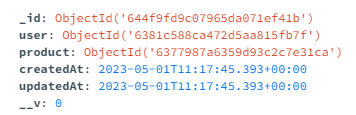 _id: ObjectId('644f9fd9c07965da071ef41b')
user: ObjectId('6381c588ca472d5aa815fb7f')
product: ObjectId('6377987a6359d93c2c7e31ca')
createdAt: 2023-05-01T11:17:45.393+00:00
updatedAt: 2023-05-01T11:17:45.393+00:00
__v: 0